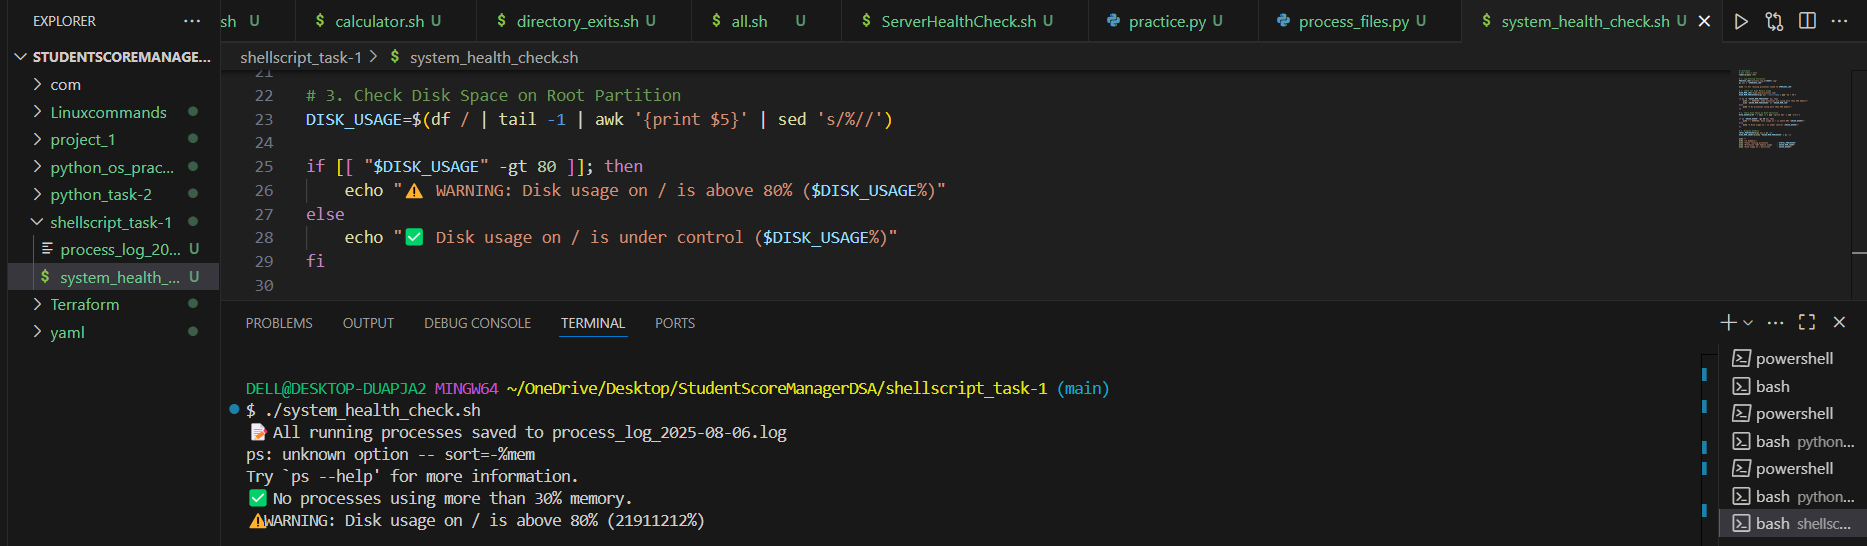 EXPLORER ···
sh U
$ calculator.sh U
$ directory_exits.sh U
$ all.sh U
$ ServerHealthCheck.sh U
practice.py U
process_files.py U
$ system_health_check.sh U
STUDENTSCOREMANAGE...
com
Linuxcommands
project_1
python_os_prac...
python_task-2
shellscript_task-1
process_log_20... U
$ system_health_... U
Terraform
yaml
shellscript_task-1 > $ system_health_check.sh
21
22 # 3. Check Disk Space on Root Partition
23 DISK_USAGE=$(df / | tail -1 | awk '{print $5}' | sed 's/%//')
24
25 if [[ "$DISK_USAGE" -gt 80 ]]; then
26 echo "⚠️ WARNING: Disk usage on / is above 80% ($DISK_USAGE%)"
27 else
28 echo "✅ Disk usage on / is under control ($DISK_USAGE%)"
29 fi
30
PROBLEMS OUTPUT DEBUG CONSOLE TERMINAL PORTS
DELL@DESKTOP-DUAPJA2 MINGW64 ~/OneDrive/Desktop/StudentScoreManagerDSA/shellscript_task-1 (main)
$ ./system_health_check.sh
📝 All running processes saved to process_log_2025-08-06.log
ps: unknown option -- sort=-%mem
Try `ps --help' for more information.
✅ No processes using more than 30% memory.
⚠️WARNING: Disk usage on / is above 80% (21911212%)
powershell
bash
powershell
bash python...
powershell
bash python...
bash shellsc...